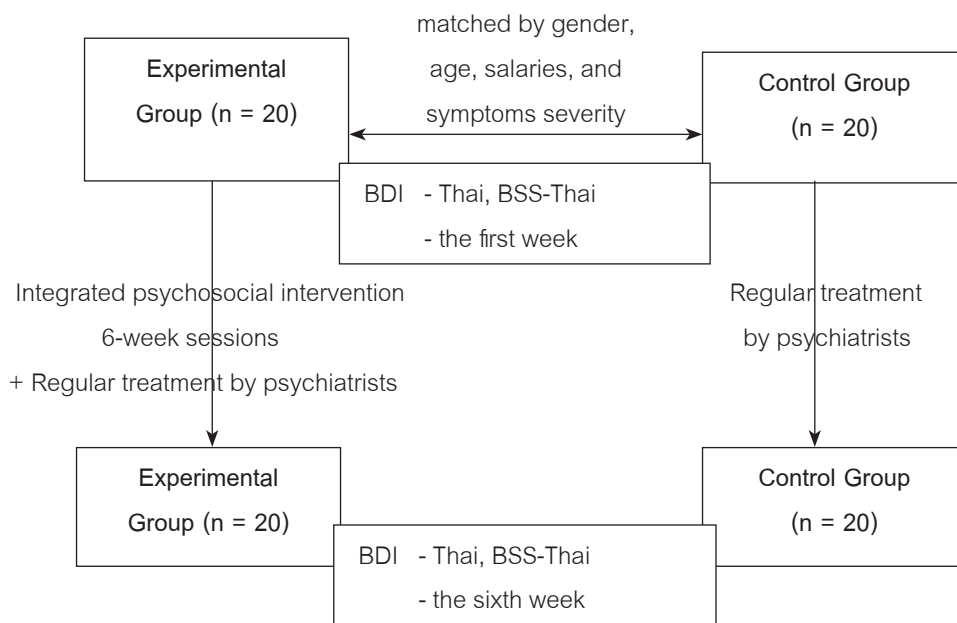 matched by gender,
age, salaries, and
symptoms severity
Experimental
Group (n = 20)
Control Group
(n = 20)
BDI - Thai, BSS-Thai
- the first week
Integrated psychosocial intervention
6-week sessions
+ Regular treatment by psychiatrists
Regular treatment
by psychiatrists
Experimental
Group (n = 20)
Control Group
(n = 20)
BDI - Thai, BSS-Thai
- the sixth week